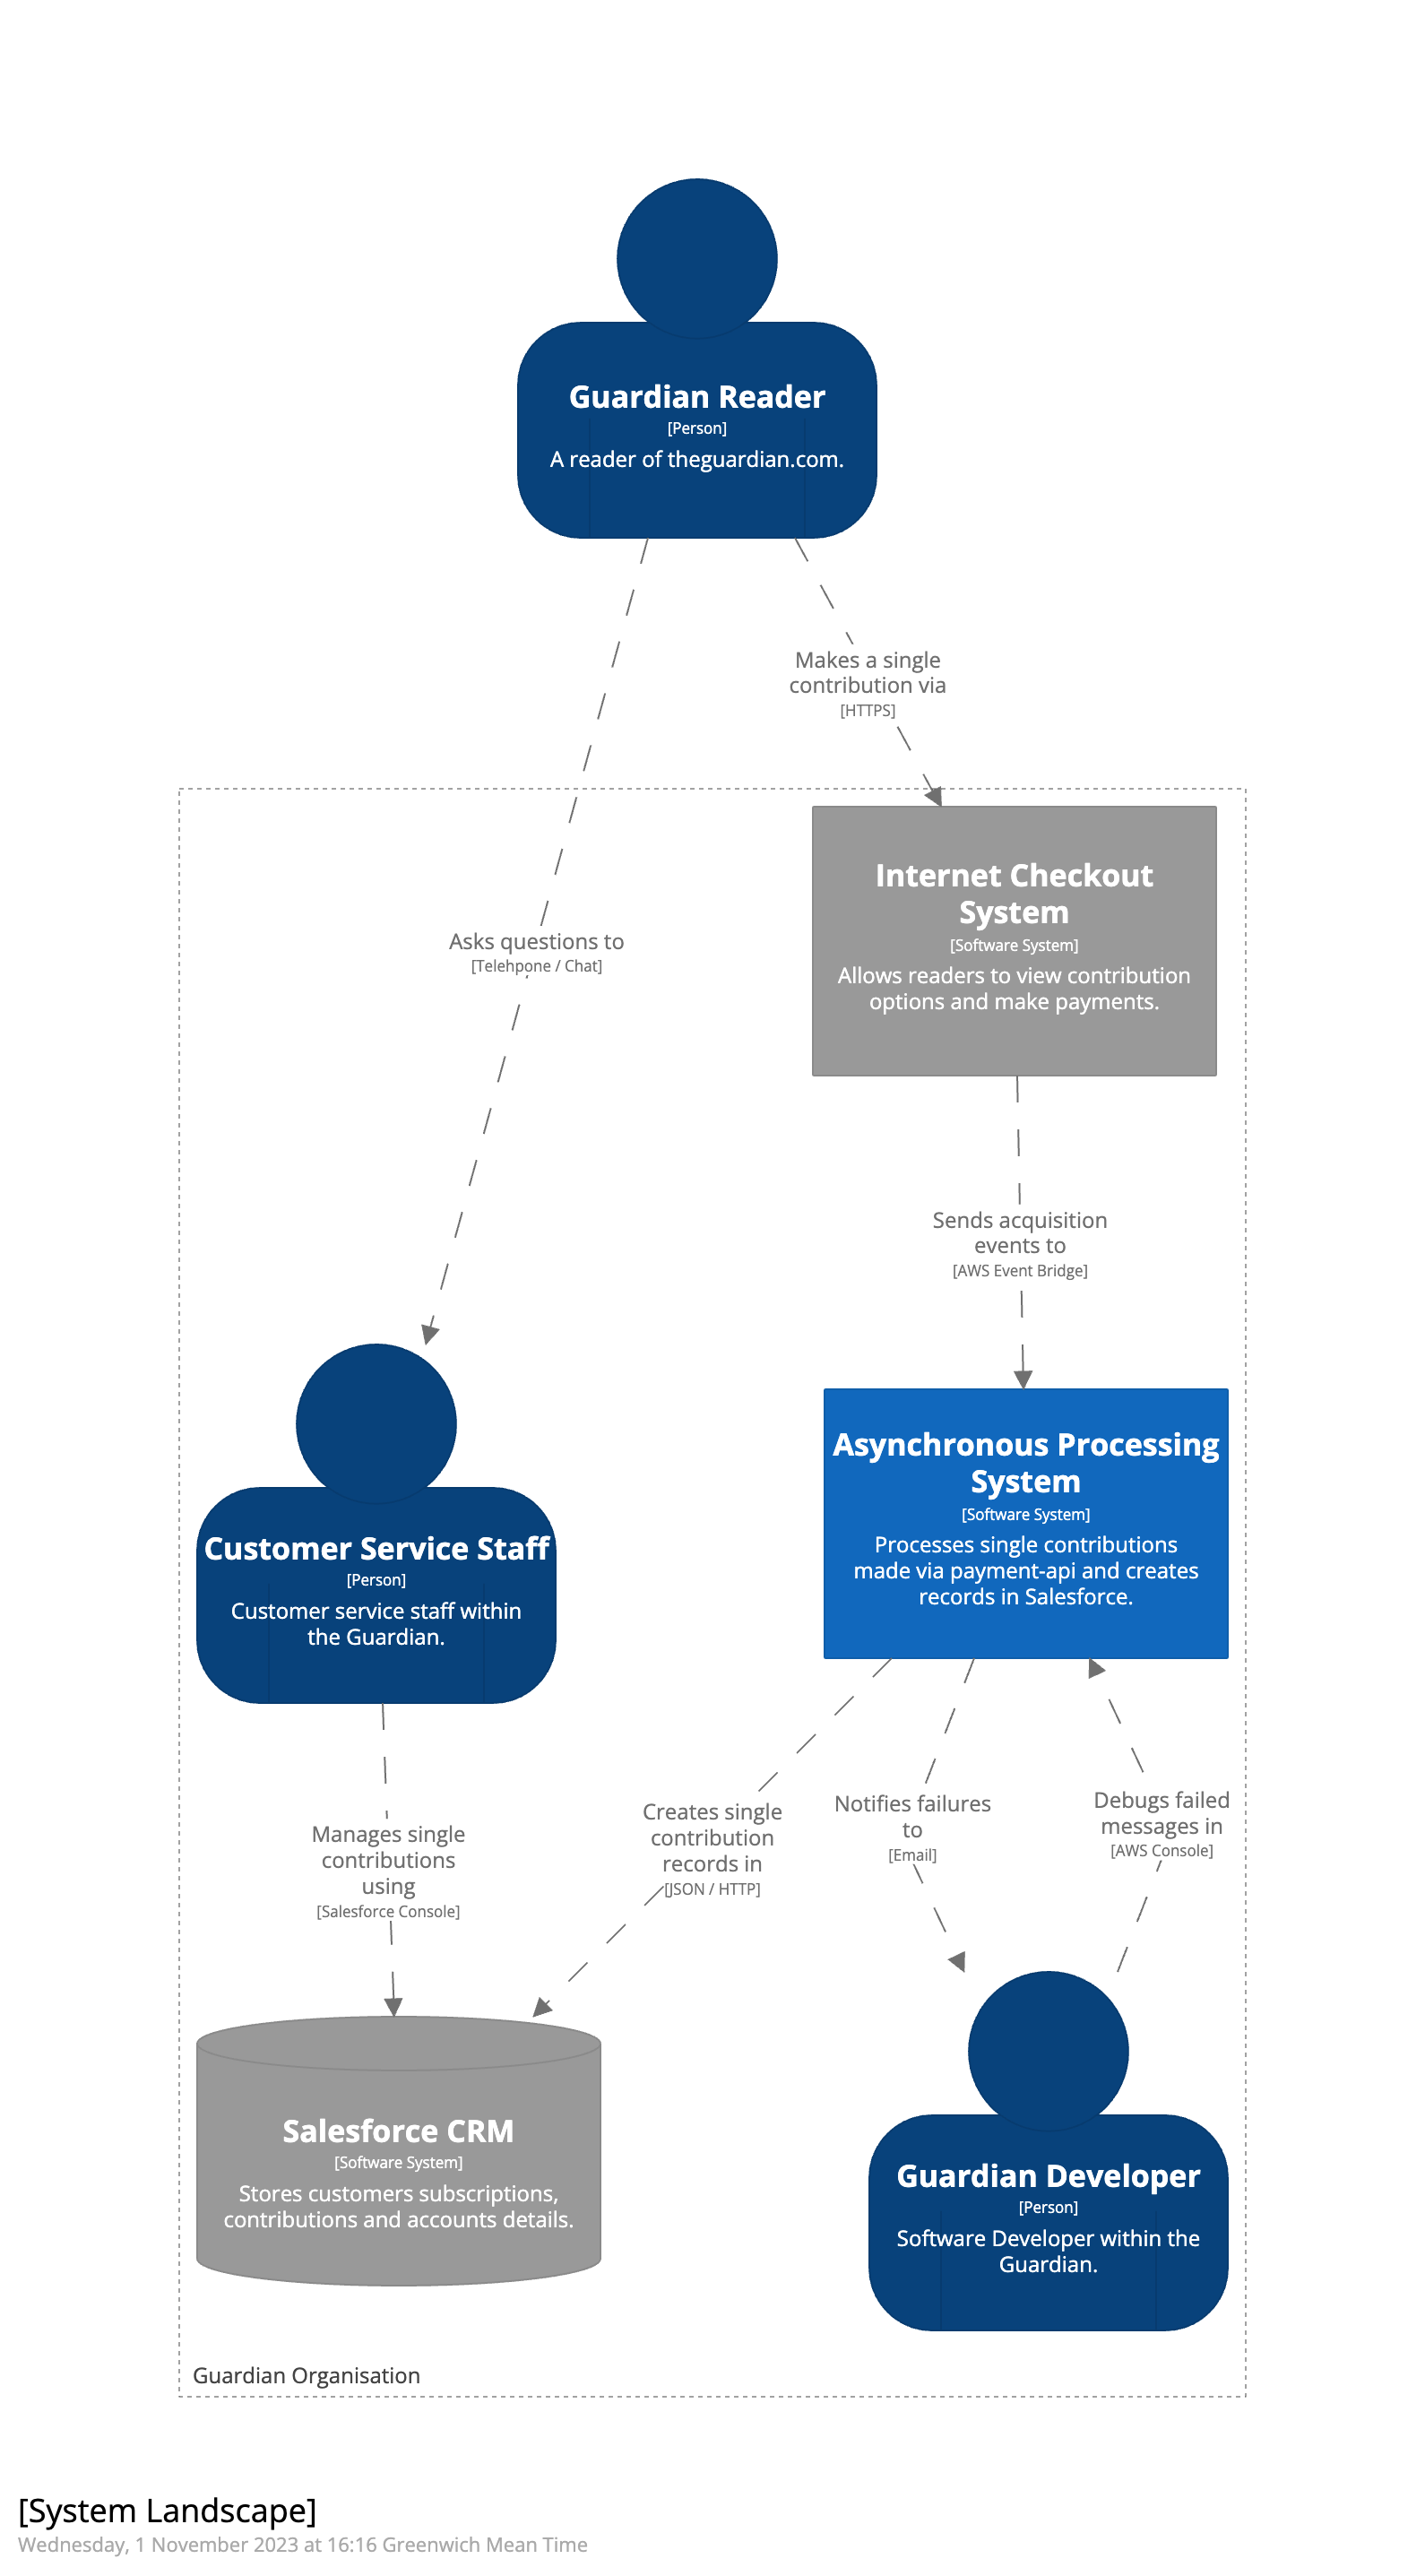 Guardian Reader
[Person]
A reader of theguardian.com.
Makes a single
contribution via
[HTTPS]
Internet Checkout
System
[Software System]
Allows readers to view contribution
options and make payments.
Asks questions to
[Telehpone / Chat]
Sends acquisition
events to
[AWS Event Bridge]
Asynchronous Processing
System
[Software System]
Processes single contributions
made via payment-api and creates
records in Salesforce.
Customer Service Staff
[Person]
Customer service staff within
the Guardian.
Manages single
contributions
using
[Salesforce Console]
Creates single
contribution
records in
[JSON / HTTP]
Notifies failures
to
[Email]
Debugs failed
messages in
[AWS Console]
Salesforce CRM
[Software System]
Stores customers subscriptions,
contributions and accounts details.
Guardian Developer
[Person]
Software Developer within the
Guardian.
Guardian Organisation
[System Landscape]
Wednesday, 1 November 2023 at 16:16 Greenwich Mean Time